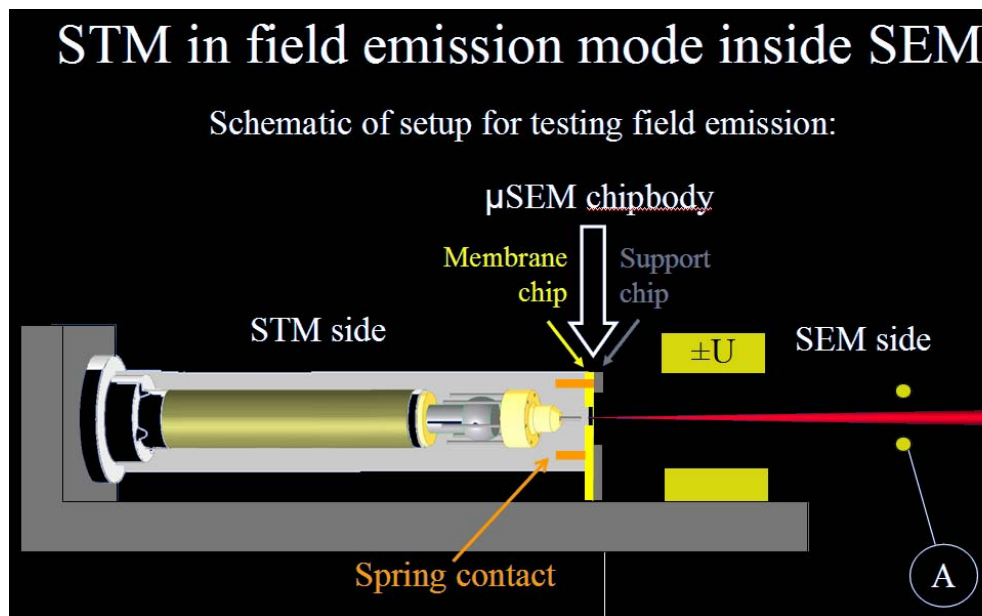 STM in field emission mode inside SEM
Schematic of setup for testing field emission:
µSEM chipbody
Membrane
chip
Support
chip
STM side
±U
SEM side
Spring contact
A